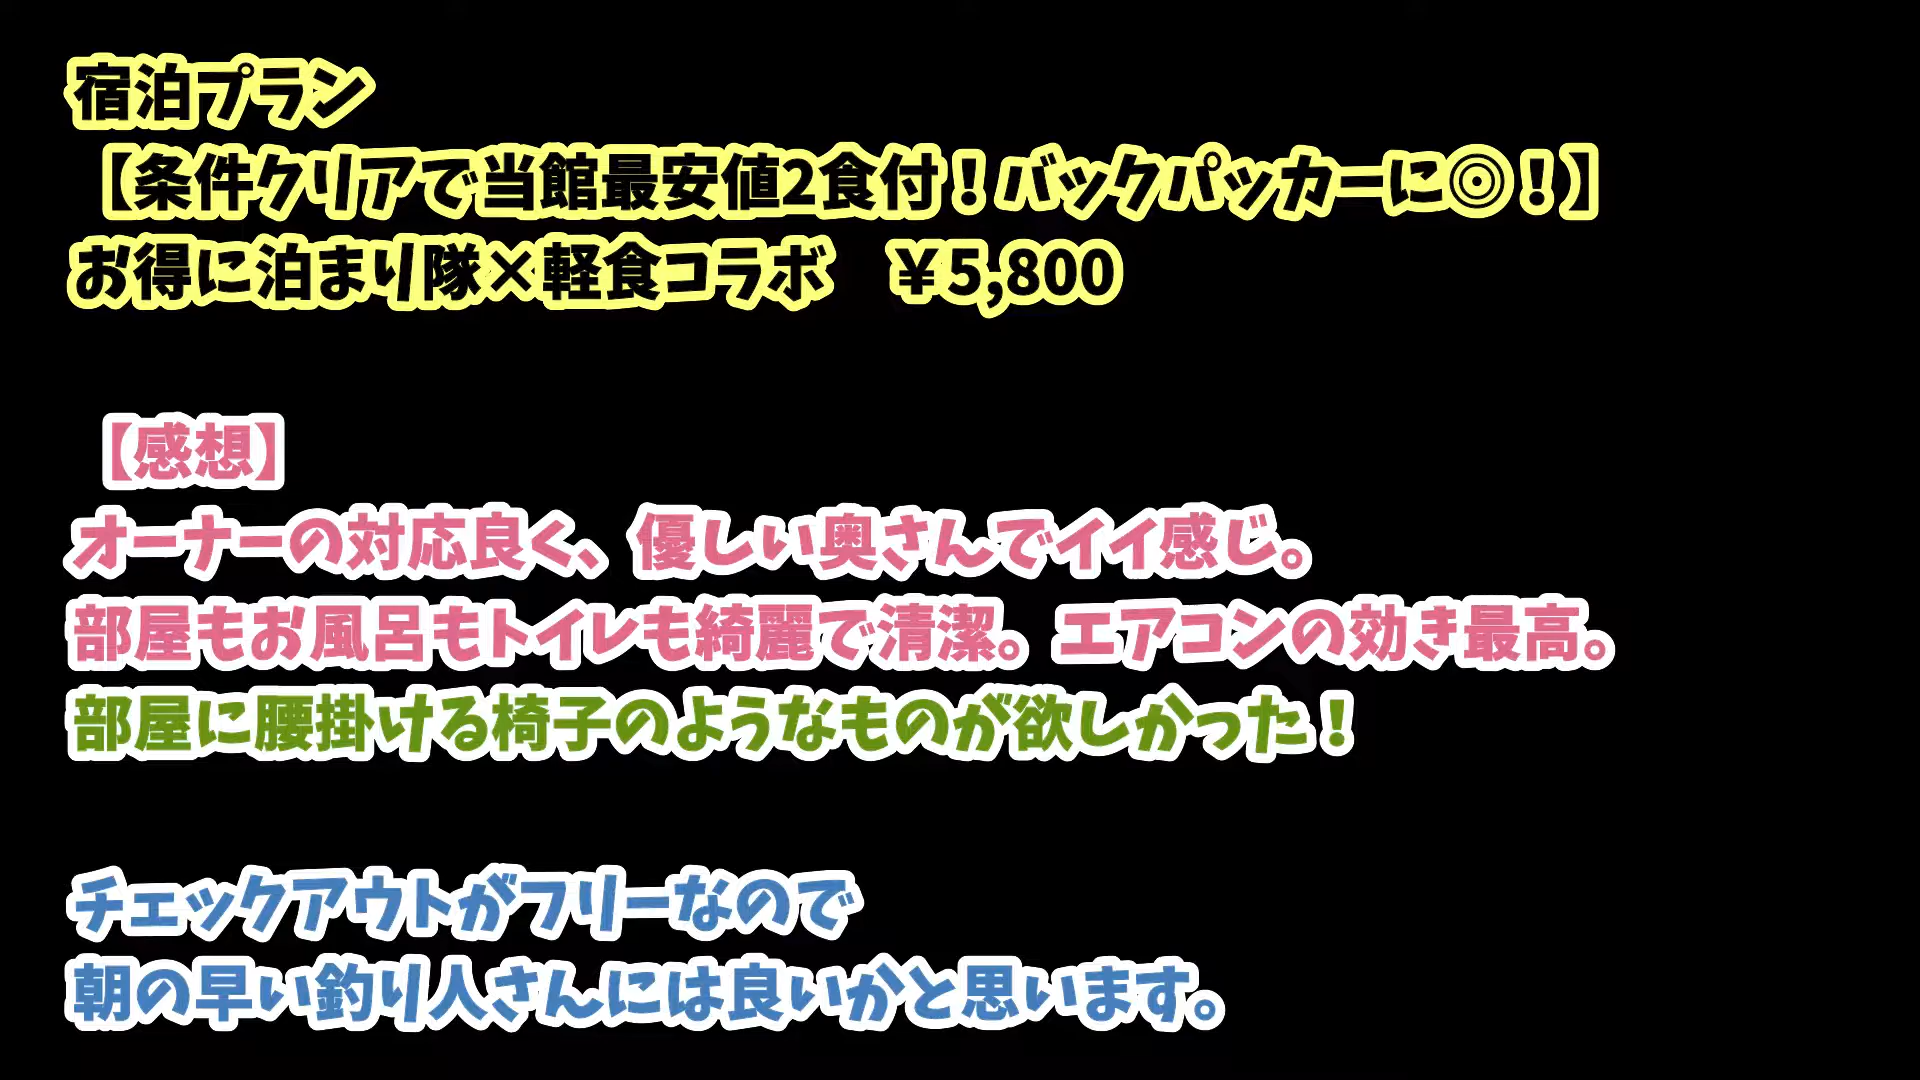 宿泊プラン
【条件クリアで当館最安値2食付！バックパッカーに◎！】
お得に泊まり隊×軽食コラボ　￥5,800
【感想】
オーナーの対応良く、優しい奥さんでイイ感じ。
部屋もお風呂もトイレも綺麗で清潔。エアコンの効き最高。
部屋に腰掛ける椅子のようなものが欲しかった！
チェックアウトがフリーなので
朝の早い釣り人さんには良いかと思います。